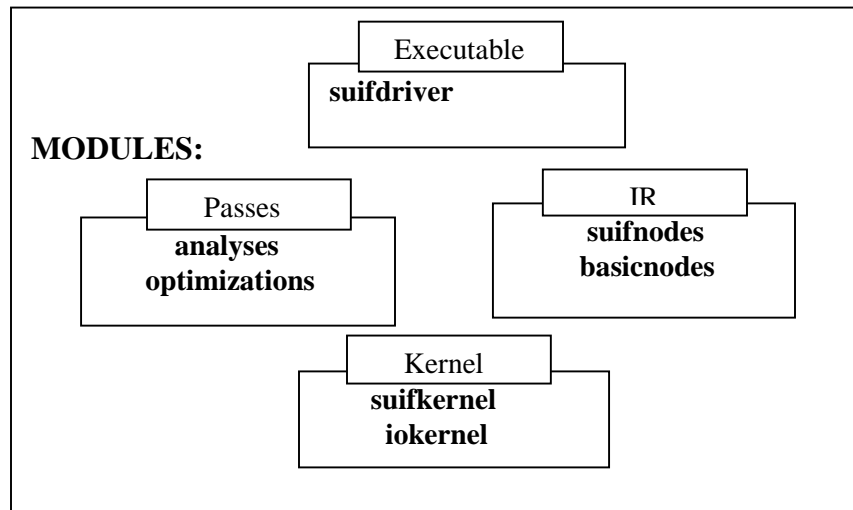 Executable
suifdriver
MODULES:
Passes
analyses
optimizations
IR
suifnodes
basicnodes
Kernel
suifkernel
iokernel